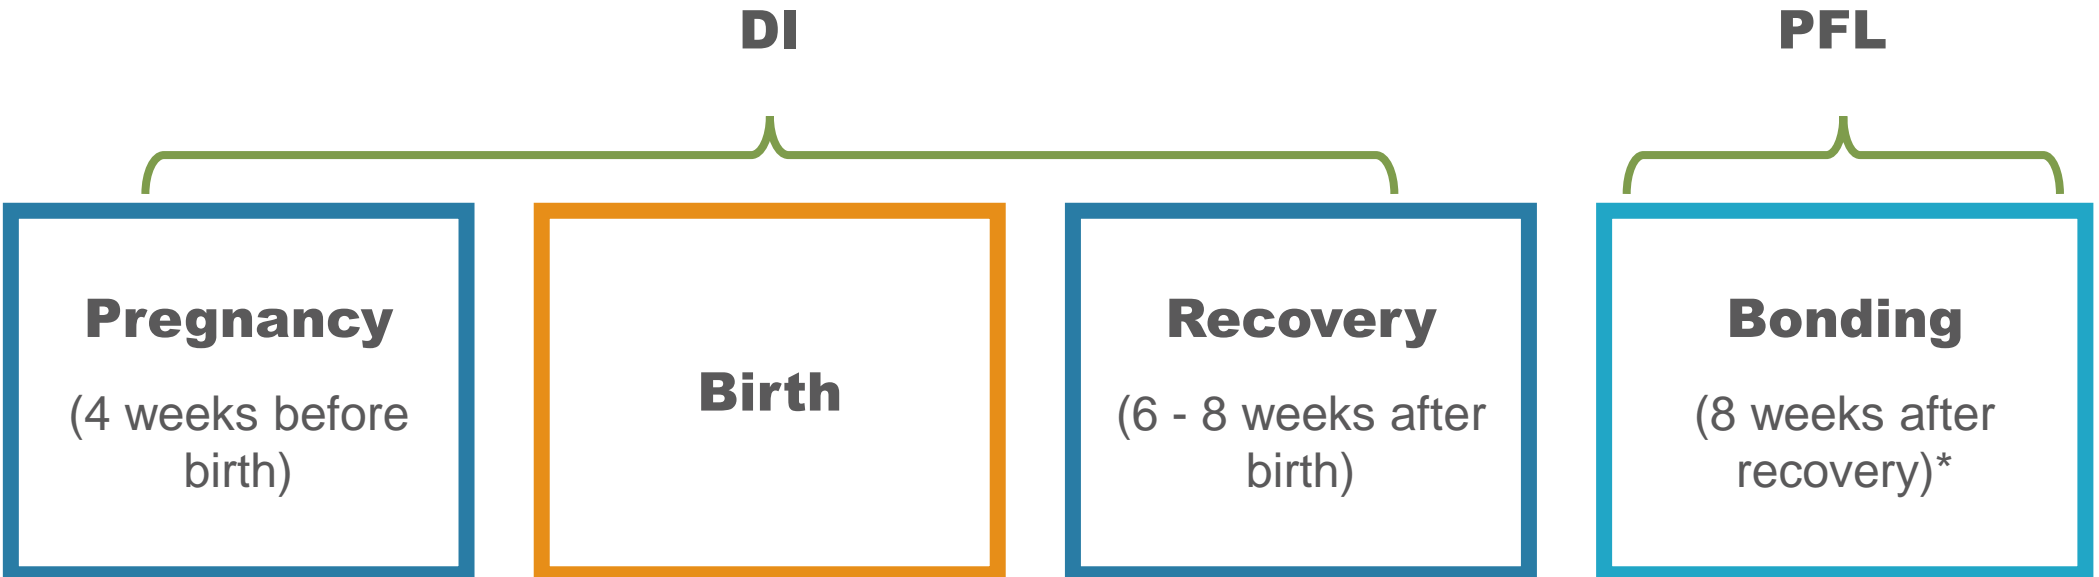 DI
PFL
Pregnancy
(4 weeks before
birth)
Birth
Recovery
(6 - 8 weeks after
birth)
Bonding
(8 weeks after
recovery)*